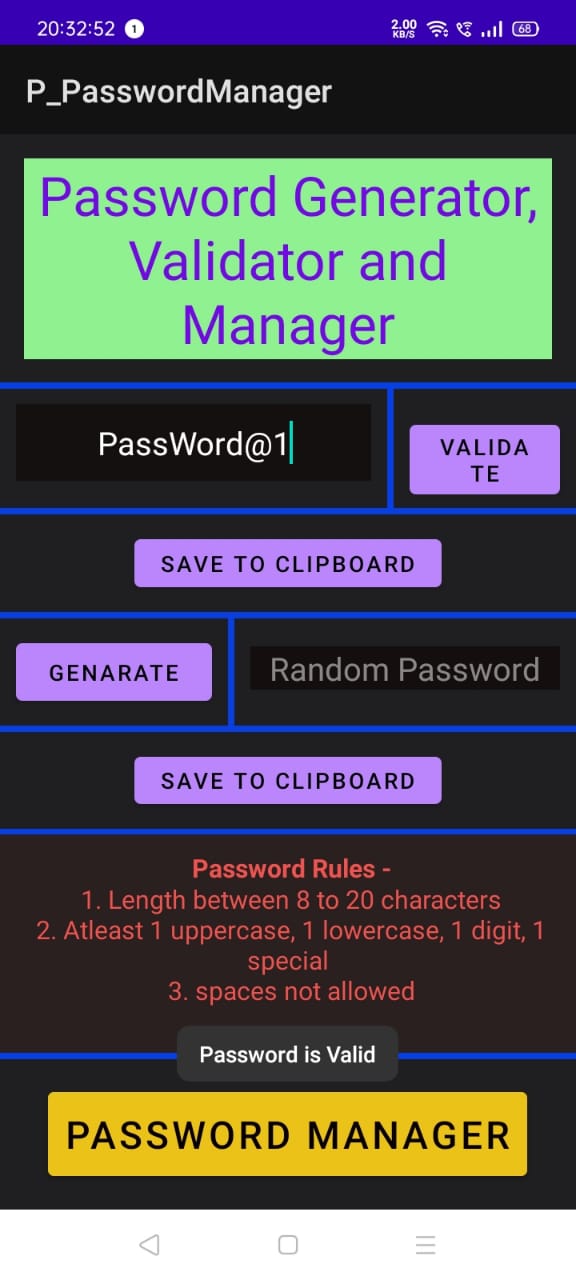 20:32:52 1 2.00 KB/S 68
P_PasswordManager
Password Generator,
Validator and
Manager
PassWord@1
VALIDA
TE
SAVE TO CLIPBOARD
GENARATE
Random Password
SAVE TO CLIPBOARD
Password Rules -
1. Length between 8 to 20 characters
2. Atleast 1 uppercase, 1 lowercase, 1 digit, 1
special
3. spaces not allowed
Password is Valid
PASSWORD MANAGER